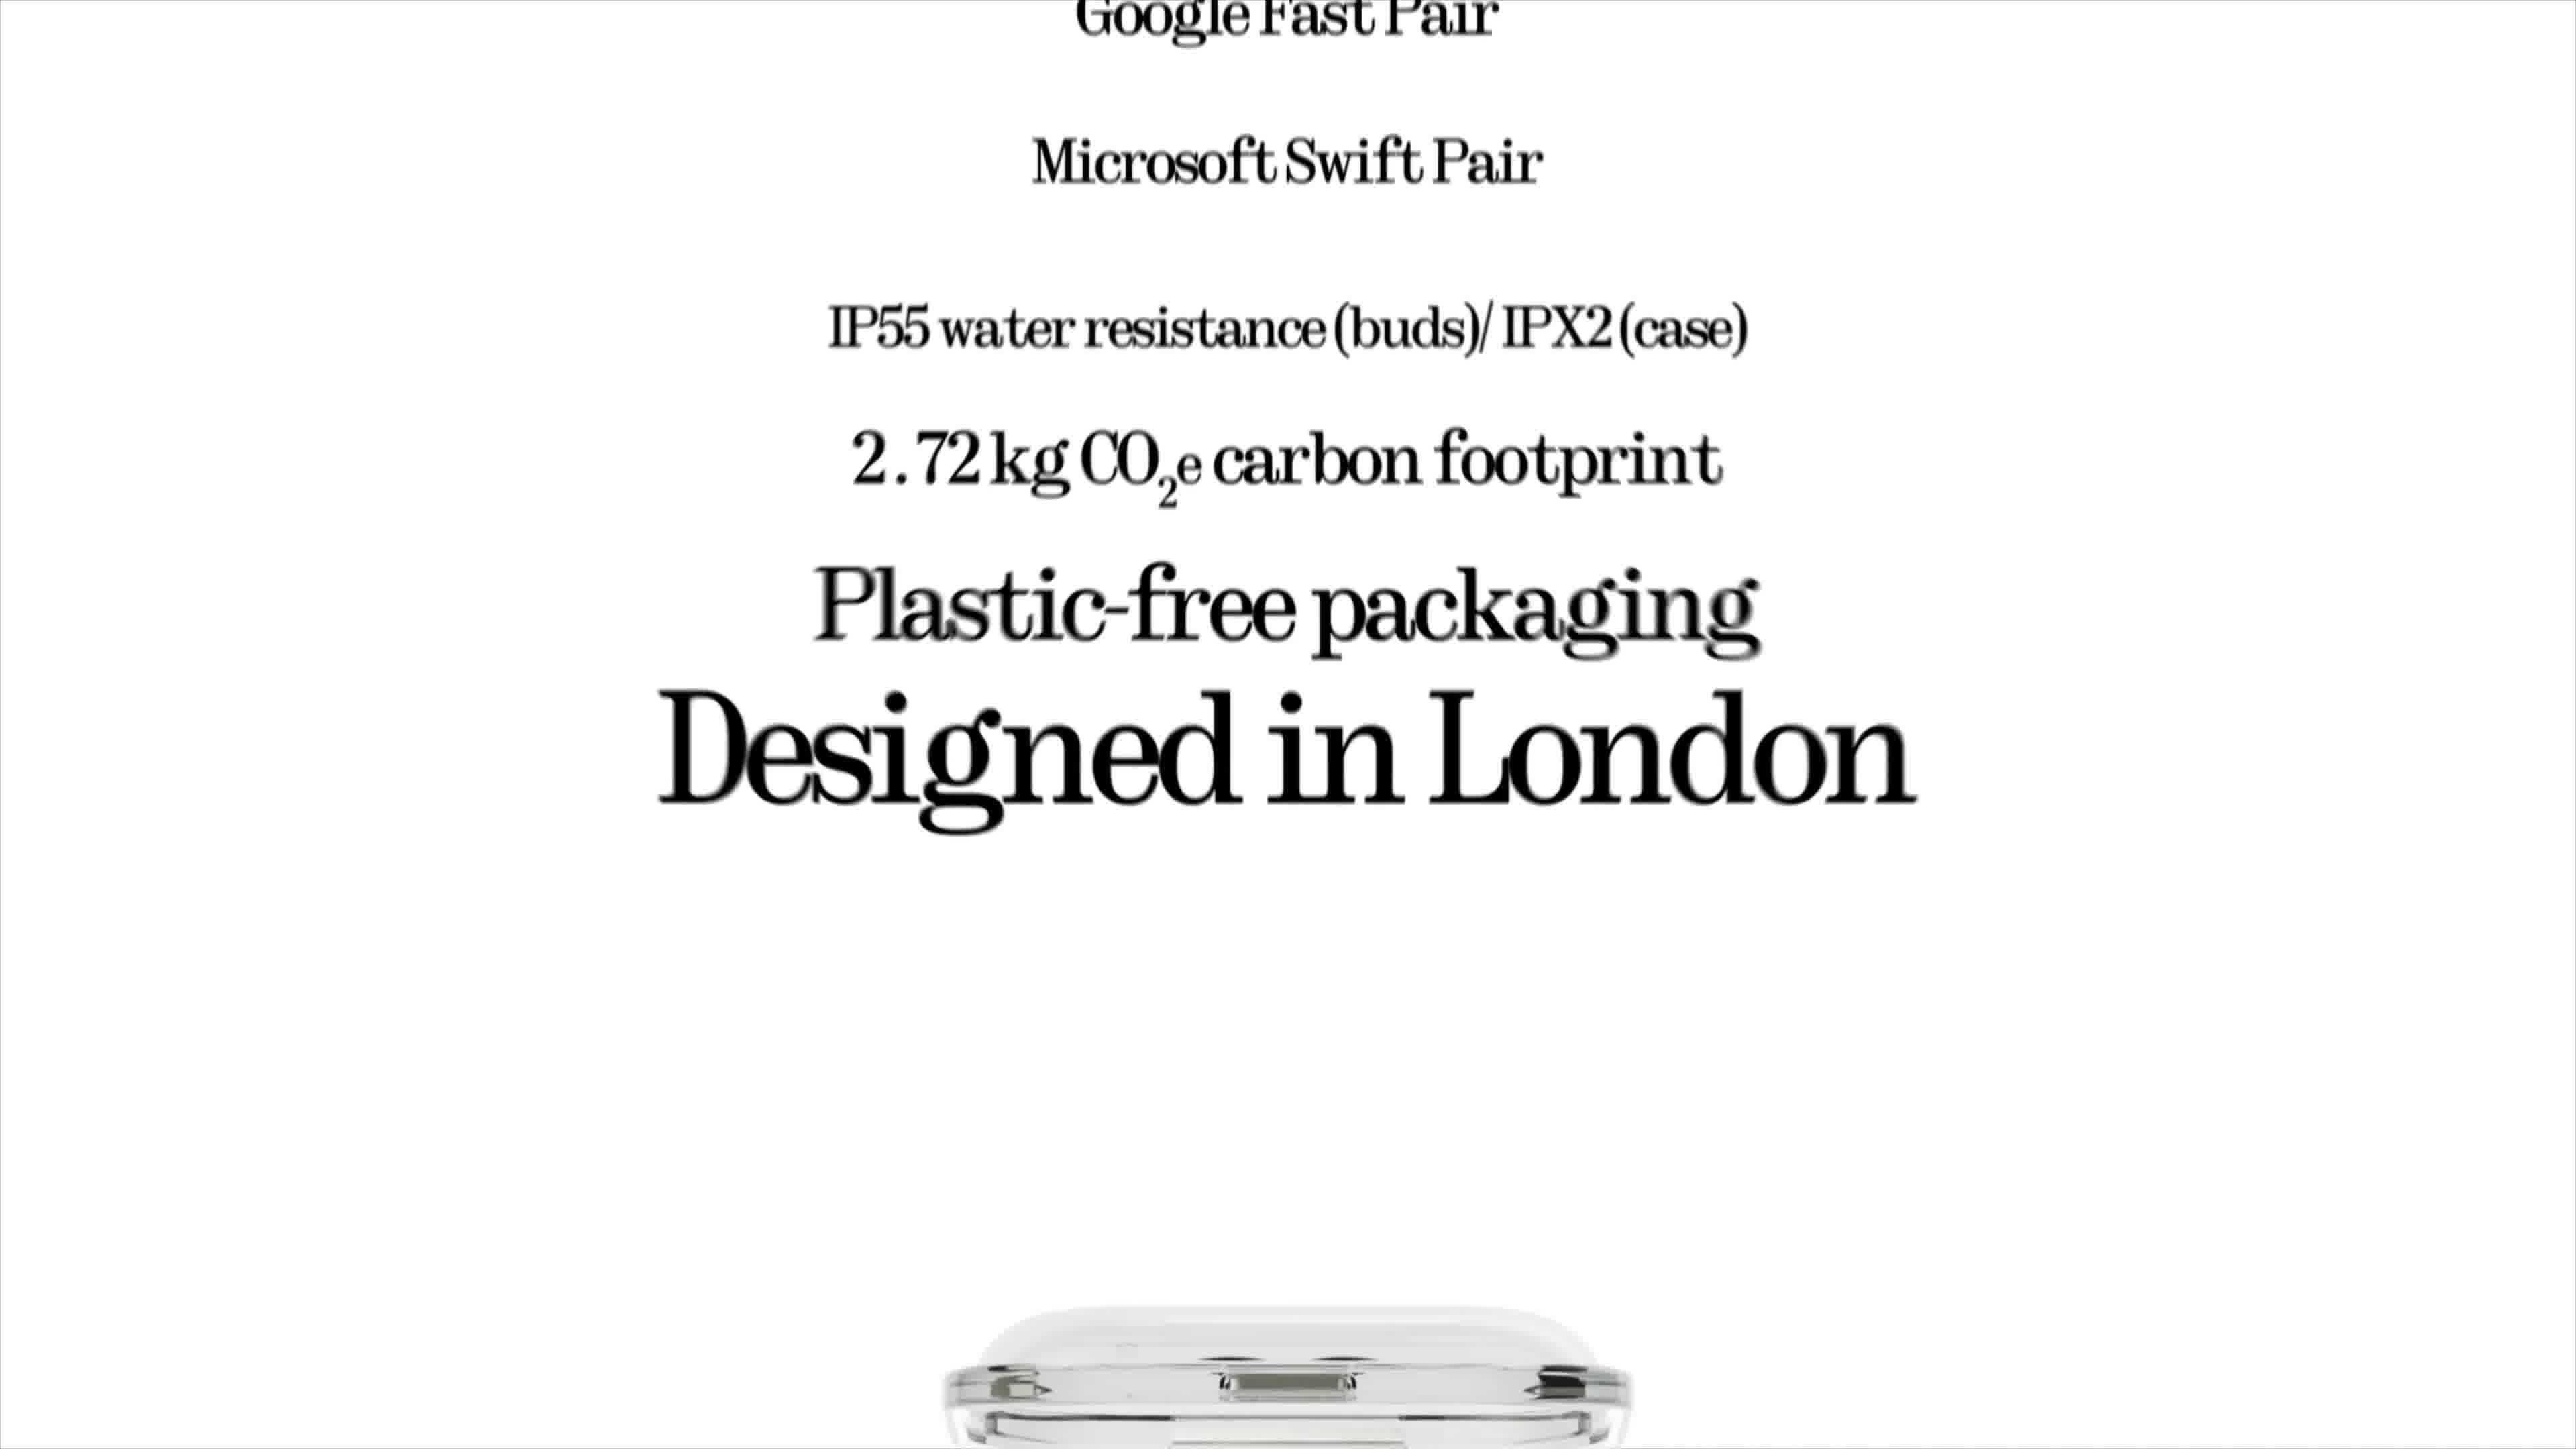 Google Fast Pair
Microsoft Swift Pair
IP55 water resistance (buds)/ IPX2 (case)
2.72 kg CO₂e carbon footprint
Plastic-free packaging
Designed in London